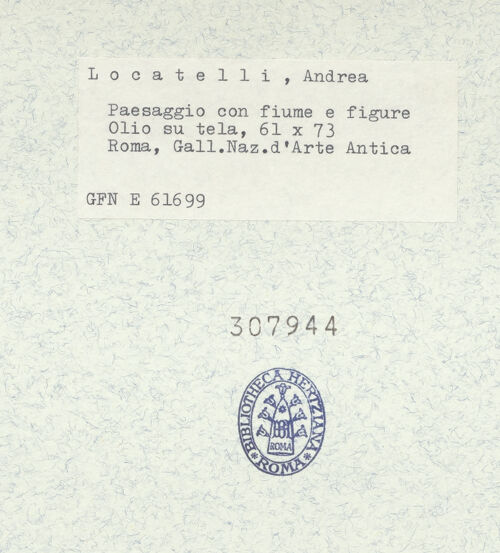 Locatelli, Andrea
Paesaggio con fiume e figure
Olio su tela, 61 x 73
Roma, Gall.Naz.d'Arte Antica
GFN E 61699
307944
*BIBLIOTHECA HERTZIANA*
ROMA
ROMA